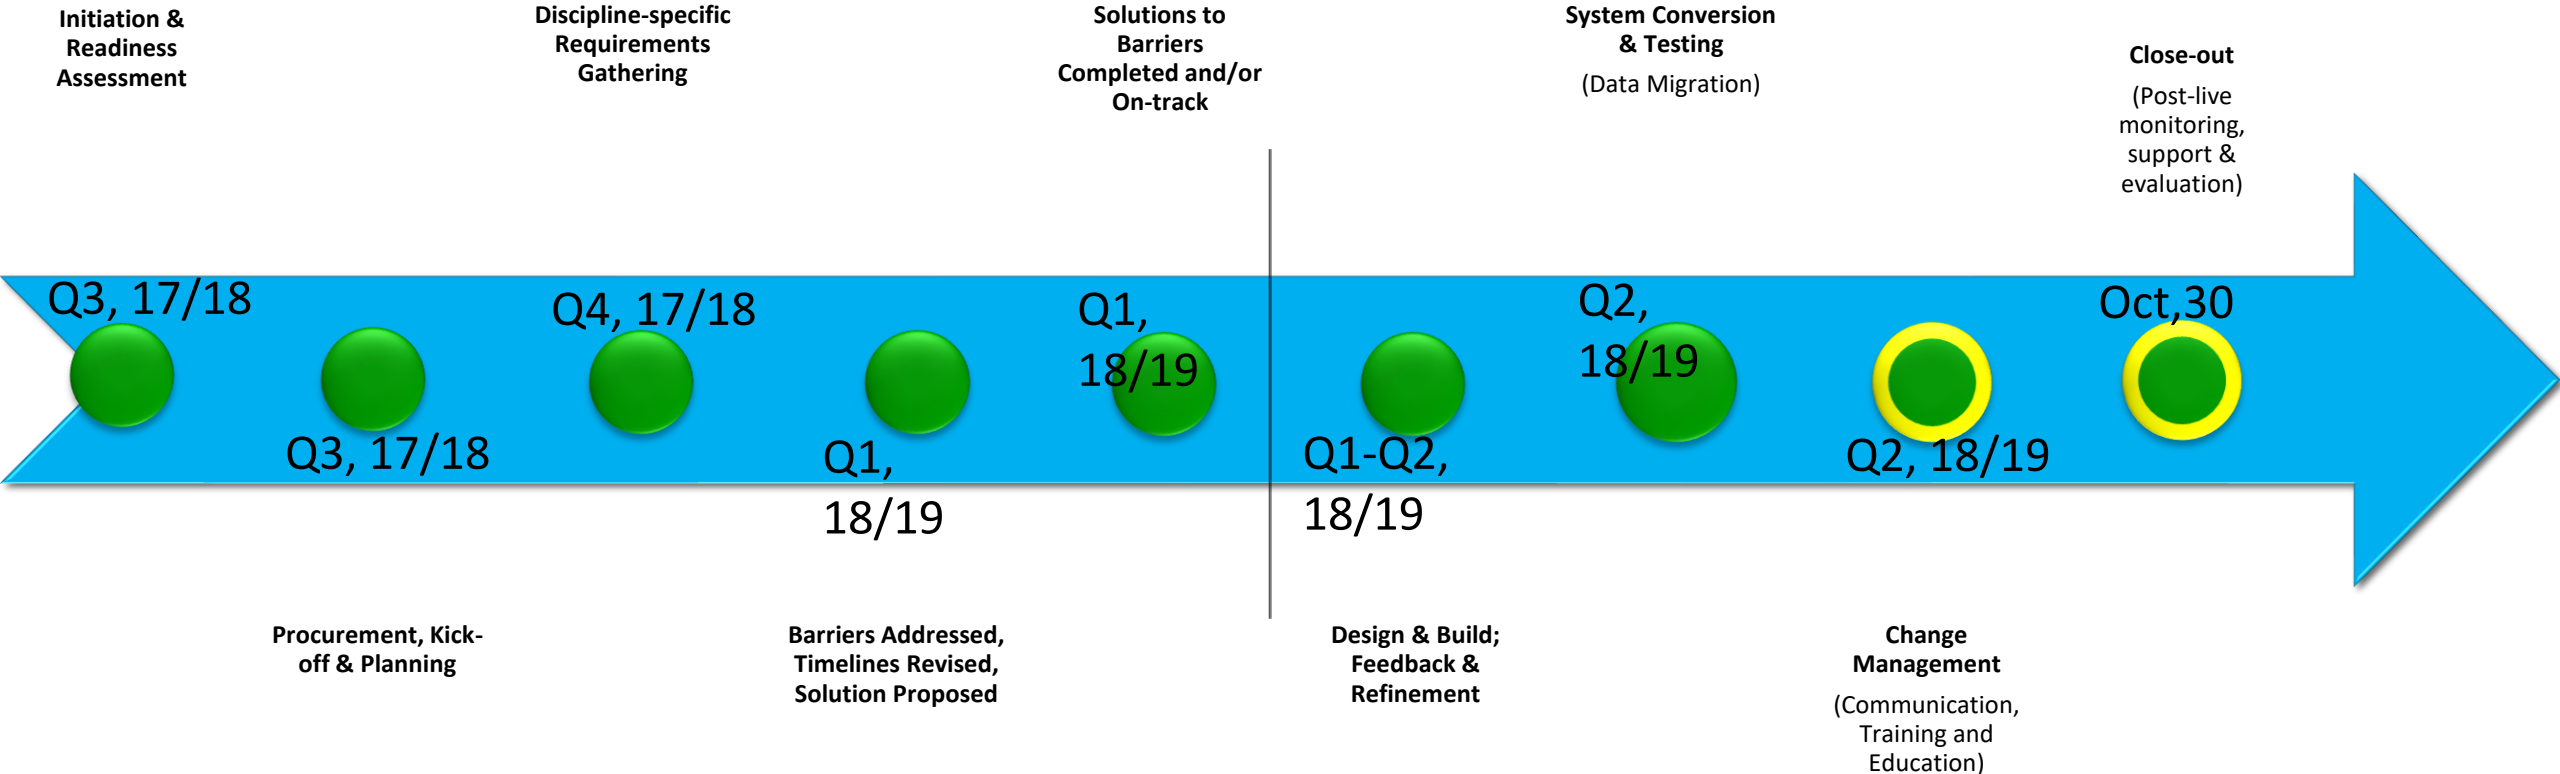 Initiation &
Readiness
Assessment
Discipline-specific
Requirements
Gathering
Solutions to
Barriers
Completed and/or
On-track
System Conversion
& Testing
(Data Migration)
Close-out
(Post-live
monitoring,
support &
evaluation)
Q3, 17/18
Q3, 17/18
Q4, 17/18
Q1,
18/19
Q1,
18/19
Q1-Q2,
18/19
Q2,
18/19
Q2, 18/19
Oct,30
Procurement, Kick-
off & Planning
Barriers Addressed,
Timelines Revised,
Solution Proposed
Design & Build;
Feedback &
Refinement
Change
Management
(Communication,
Training and
Education)